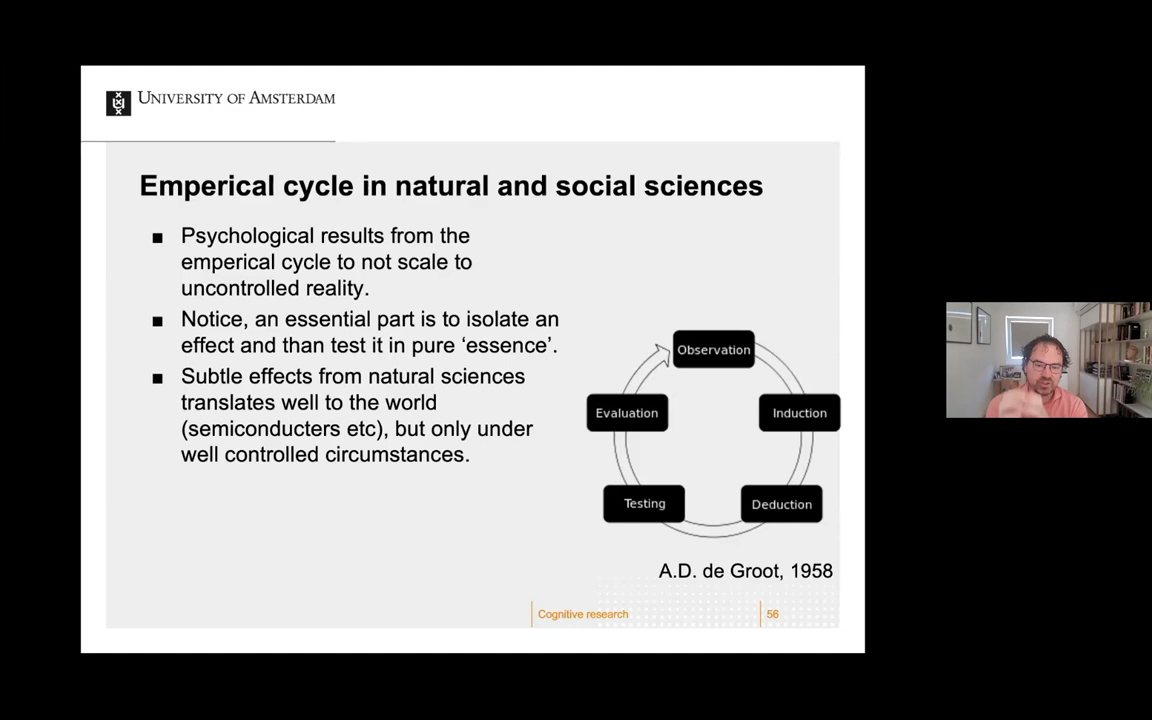 UNIVERSITY OF AMSTERDAM
Emperical cycle in natural and social sciences
■ Psychological results from the
emperical cycle to not scale to
uncontrolled reality.
■ Notice, an essential part is to isolate an
effect and than test it in pure ‘essence’.
■ Subtle effects from natural sciences
translates well to the world
(semiconducters etc), but only under
well controlled circumstances.
Observation
Evaluation
Induction
Testing
Deduction
A.D. de Groot, 1958
Cognitive research
56